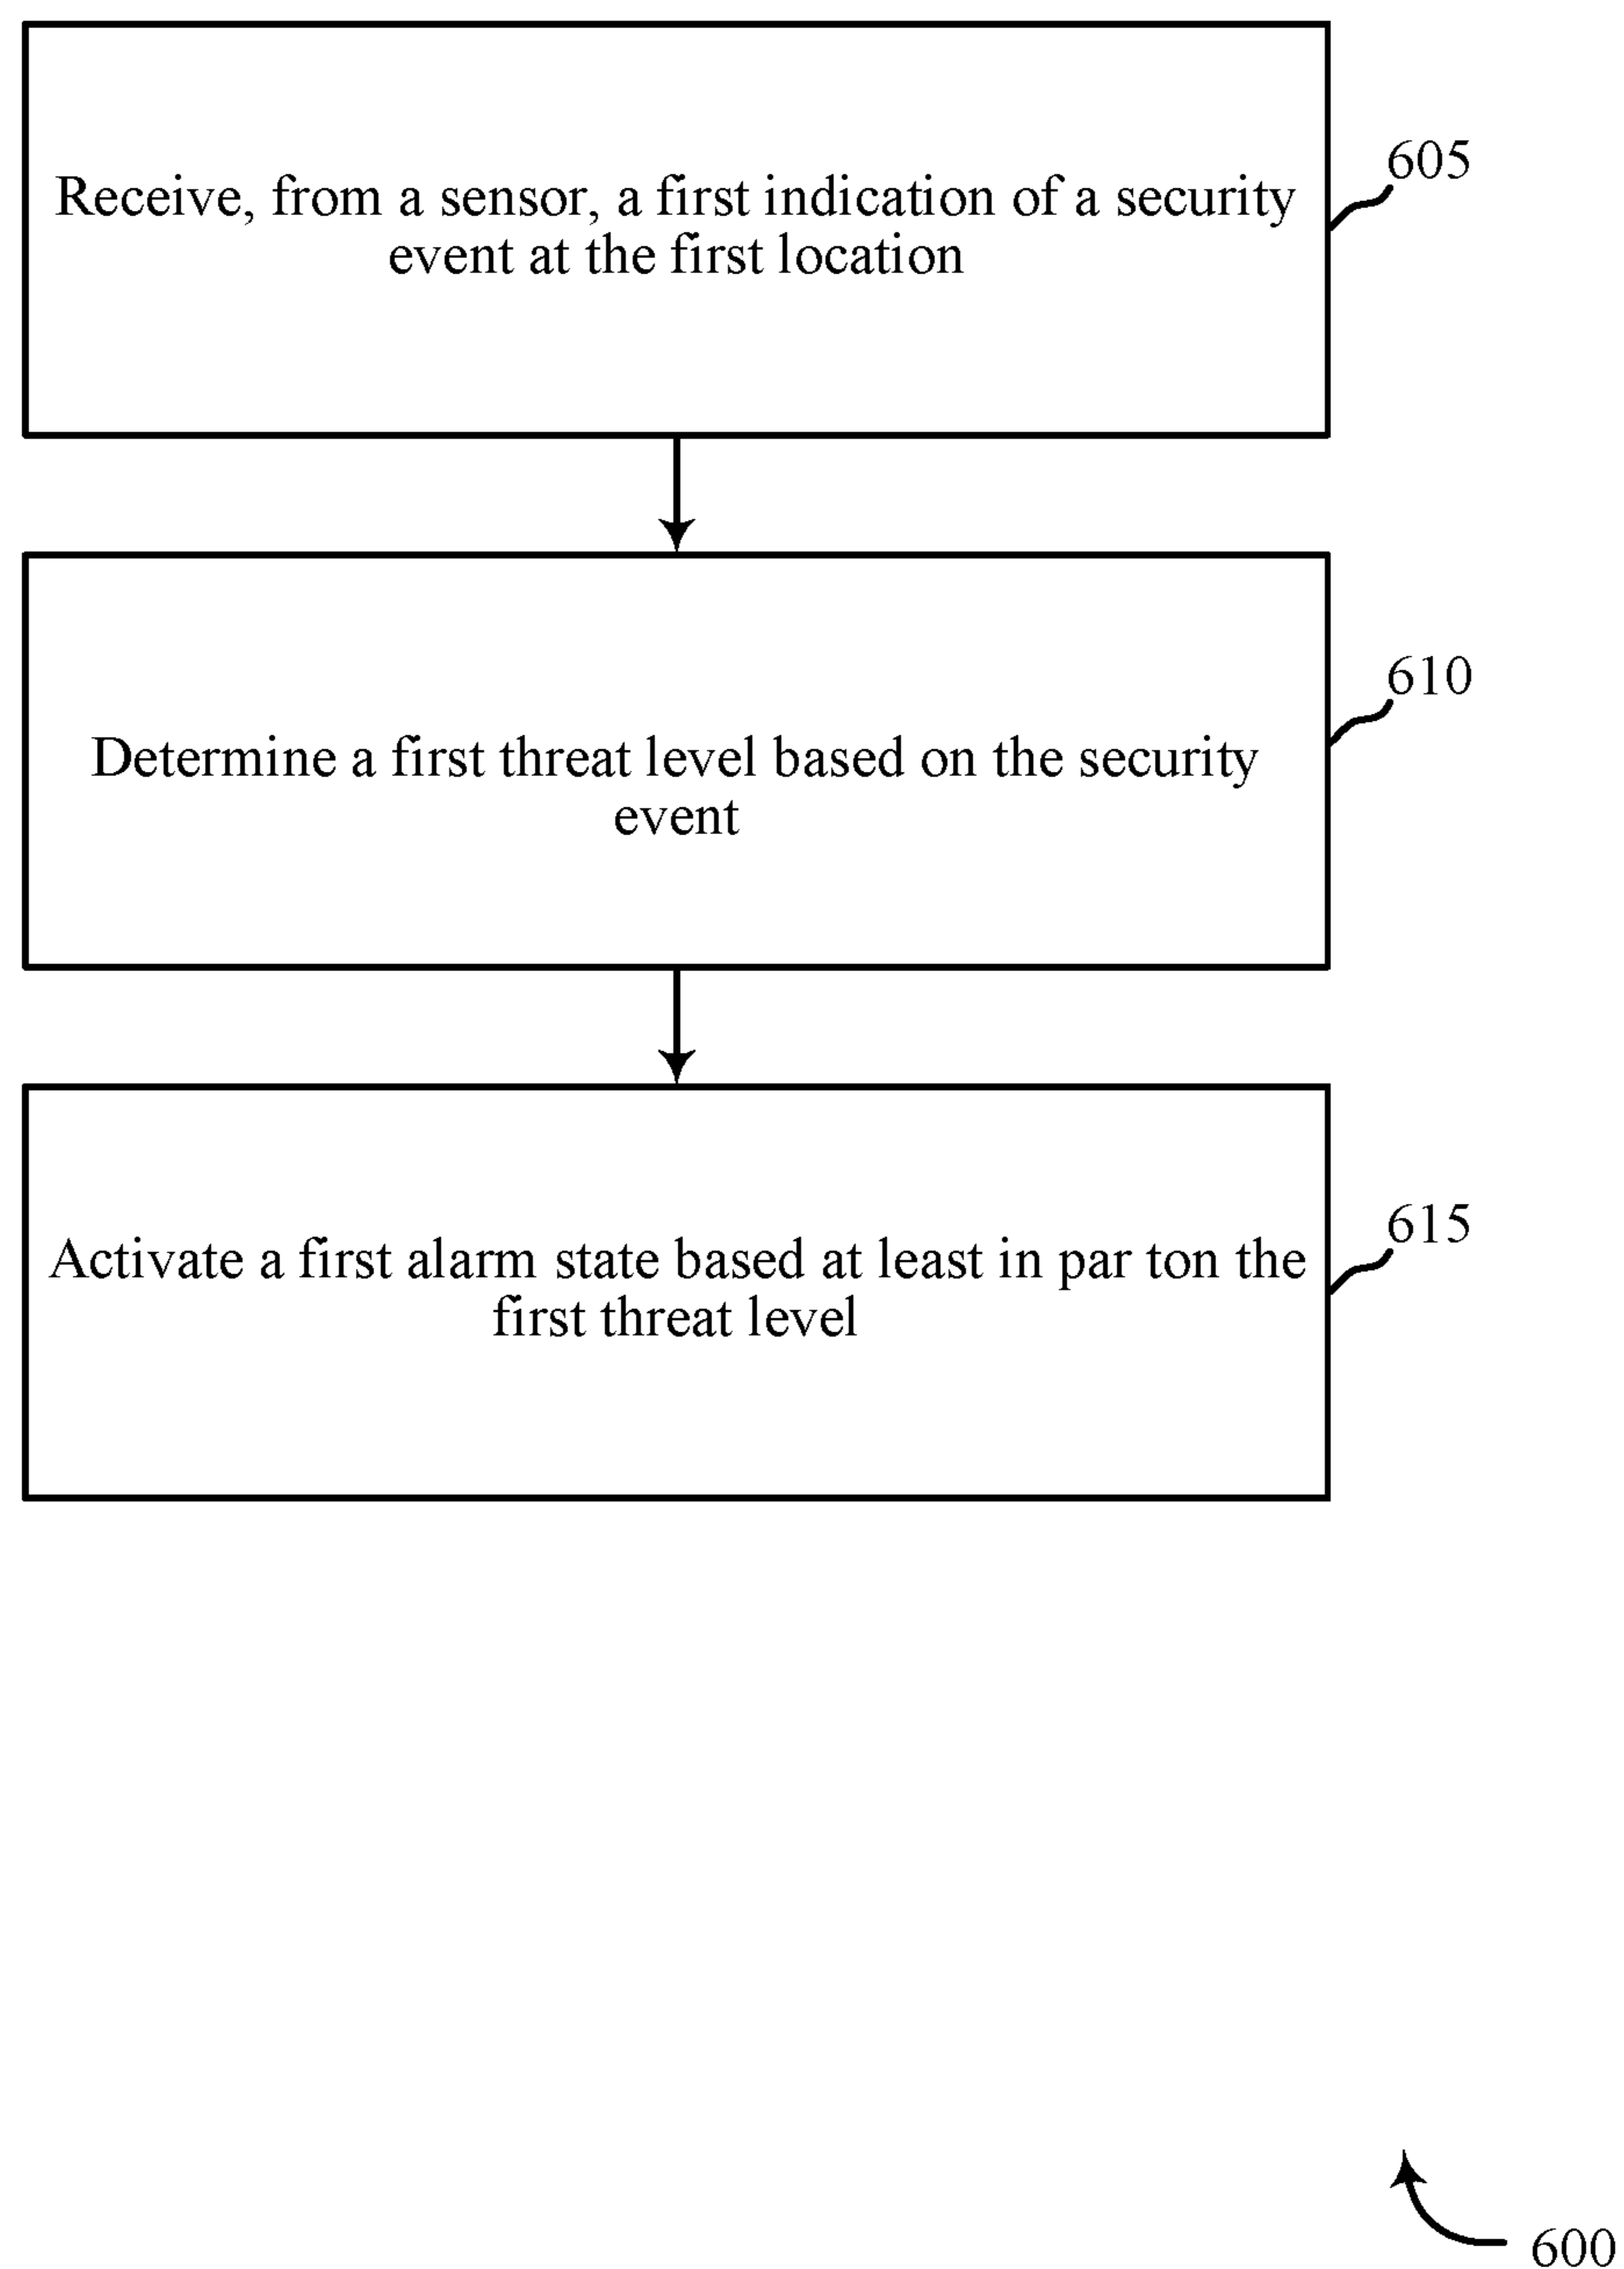 Receive, from a sensor, a first indication of a security
event at the first location
605
Determine a first threat level based on the security
event
610
Activate a first alarm state based at least in par ton the
first threat level
615
600